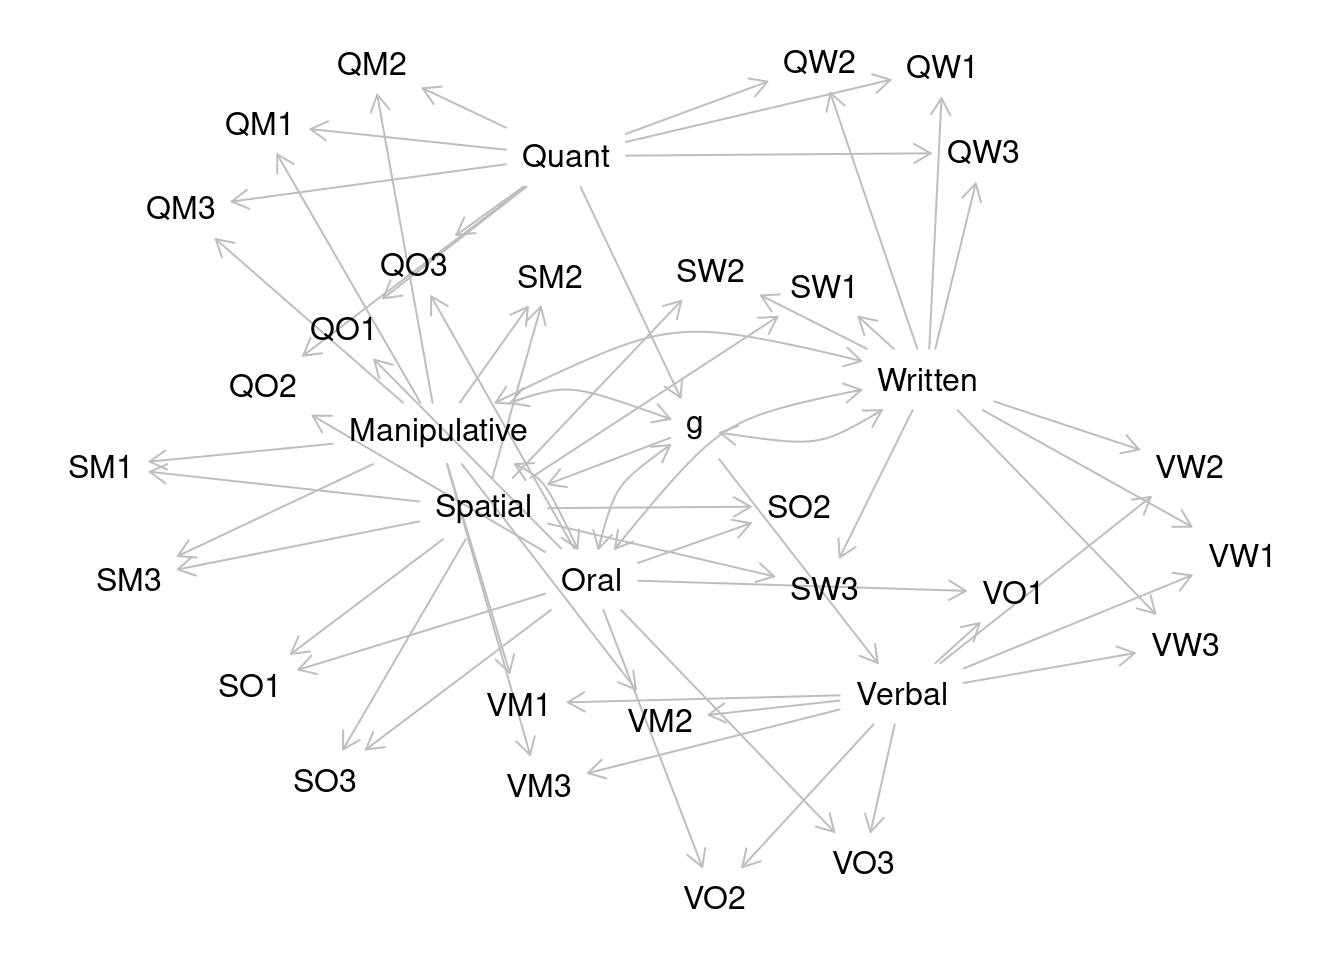 QM2
QW2
QW1
QM1
Quant
QW3
QM3
QO3
SM2
SW2
SW1
QO1
QO2
Written
Manipulative
g
SM1
VW2
Spatial
SO2
SM3
Oral
SW3
VO1
VW1
VW3
SO1
VM1
VM2
Verbal
SO3
VM3
VO3
VO2